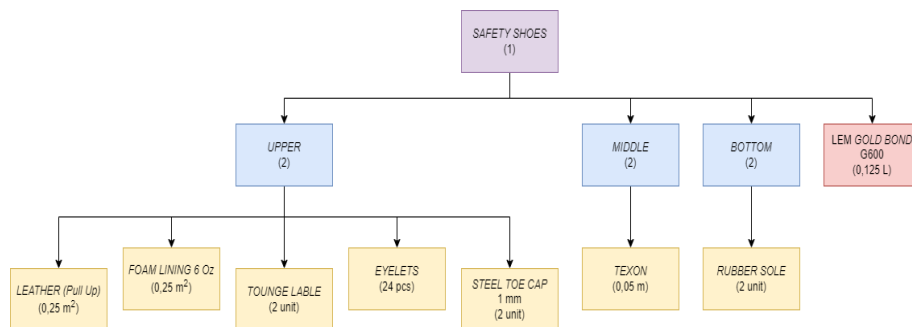 SAFETY SHOES
(1)
UPPER
(2)
MIDDLE
(2)
BOTTOM
(2)
LEM GOLD BOND
G600
(0,125 L)
LEATHER (Pull Up)
(0,25 m²)
FOAM LINING 6 Oz
(0,25 m²)
TOUNGE LABLE
(2 unit)
EYELETS
(24 pcs)
STEEL TOE CAP
1 mm
(2 unit)
TEXON
(0,05 m)
RUBBER SOLE
(2 unit)